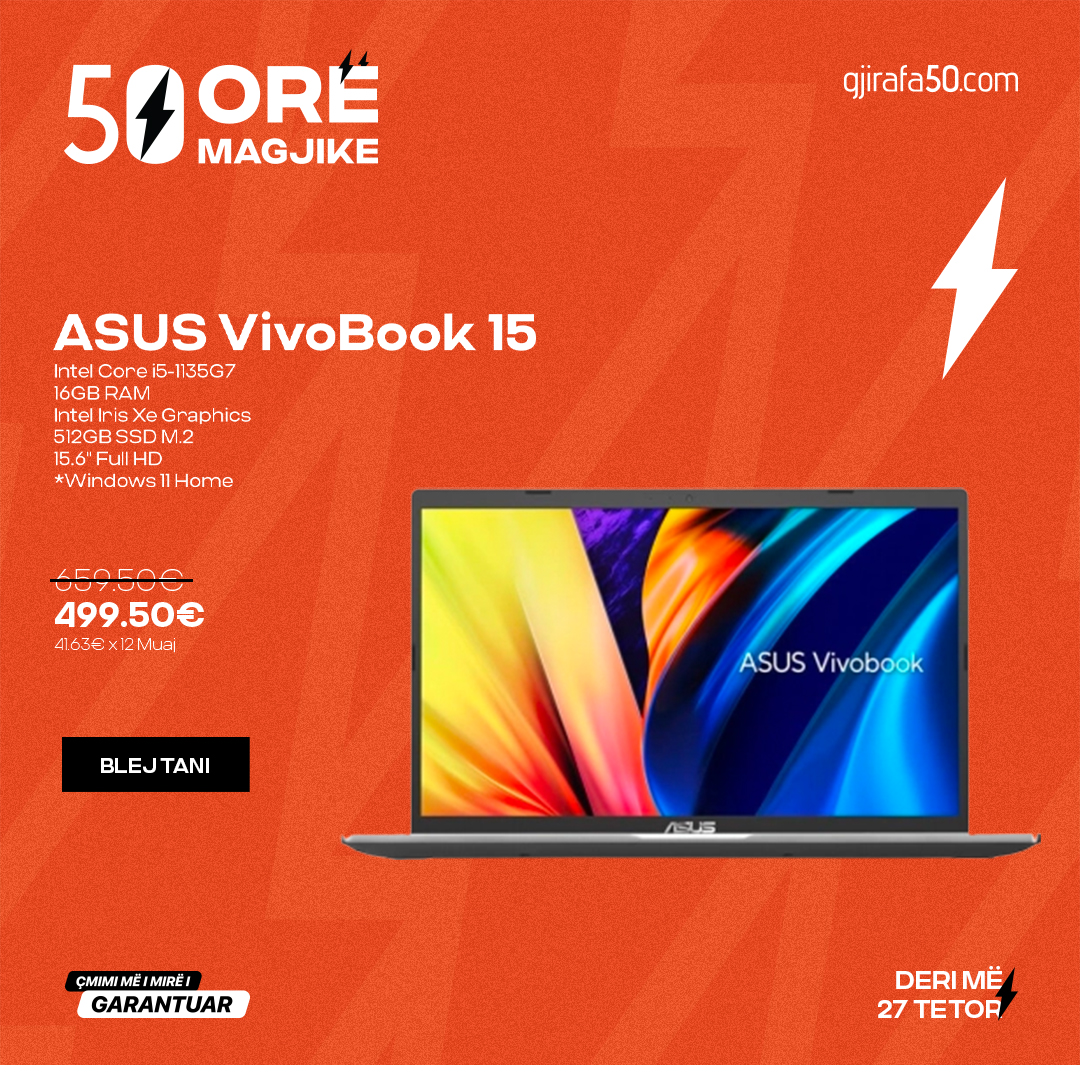 50 ORË
MAGJIKE
gjirafa50.com
ASUS VivoBook 15
Intel Core i5-1135G7
16GB RAM
Intel Iris Xe Graphics
512GB SSD M.2
15.6" Full HD
*Windows 11 Home
659.50€
499.50€
41.63€ x 12 Muaj
ASUS Vivobook
ASUS
BLEJ TANI
ÇMIMI MË I MIRË I
GARANTUAR
DERI MË
27 TETOR